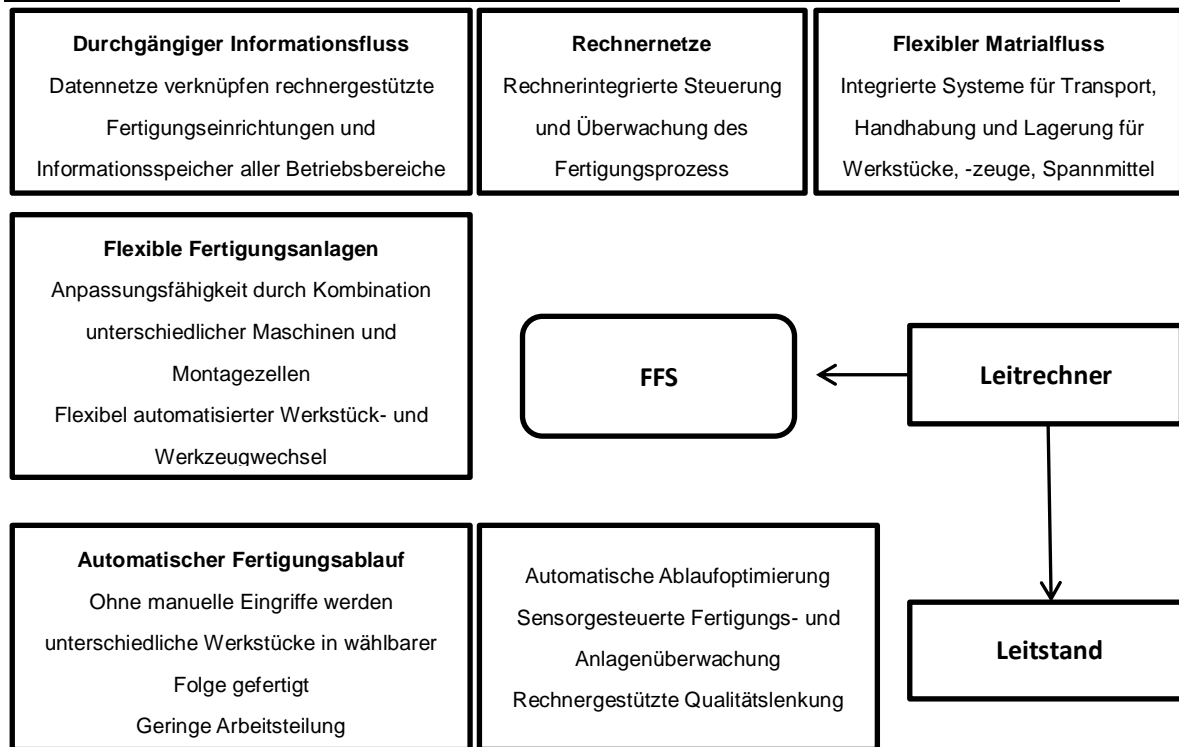 Durchgängiger Informationsfluss
Datennetze verknüpfen rechnergestützte
Fertigungseinrichtungen und
Informationsspeicher aller Betriebsbereiche
Rechnernetze
Rechnerintegrierte Steuerung
und Überwachung des
Fertigungsprozess
Flexibler Matrialfluss
Integrierte Systeme für Transport,
Handhabung und Lagerung für
Werkstücke, -zeuge, Spannmittel
Flexible Fertigungsanlagen
Anpassungsfähigkeit durch Kombination
unterschiedlicher Maschinen und
Montagezellen
Flexibel automatisierter Werkstück- und
Werkzeugwechsel
FFS
Leitrechner
Automatischer Fertigungsablauf
Ohne manuelle Eingriffe werden
unterschiedliche Werkstücke in wählbarer
Folge gefertigt
Geringe Arbeitsteilung
Automatische Ablaufoptimierung
Sensorgesteuerte Fertigungs- und
Anlagenüberwachung
Rechnergestützte Qualitätslenkung
Leitstand